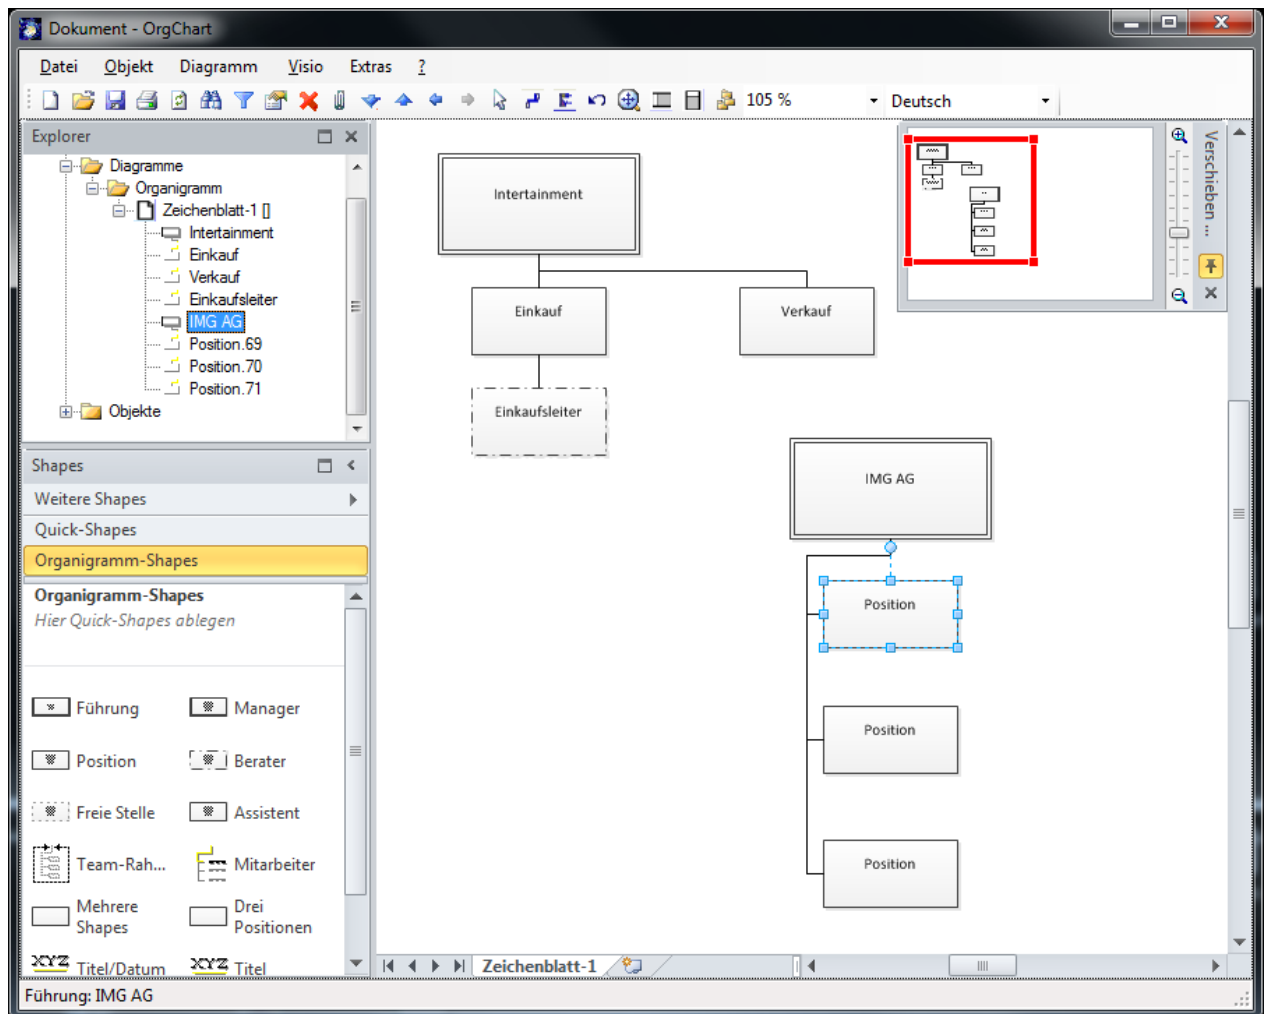 Dokument - OrgChart
Datei Objekt Diagramm Visio Extras ?
105 % Deutsch
Explorer
Diagramme
Organigramm
Zeichenblatt-1 []
Intertainment
Einkauf
Verkauf
Einkaufsleiter
IMG AG
Position.69
Position.70
Position.71
Objekte
Shapes
Weitere Shapes
Quick-Shapes
Organigramm-Shapes
Organigramm-Shapes
Hier Quick-Shapes ablegen
Führung Manager
Position Berater
Freie Stelle Assistent
Team-Rah... Mitarbeiter
Mehrere Shapes
Drei Positionen
XYZ Titel/Datum XYZ Titel
Intertainment
Einkauf
Verkauf
Einkaufsleiter
IMG AG
Position
Position
Position
Verschieben ...
Zeichenblatt-1
Führung: IMG AG